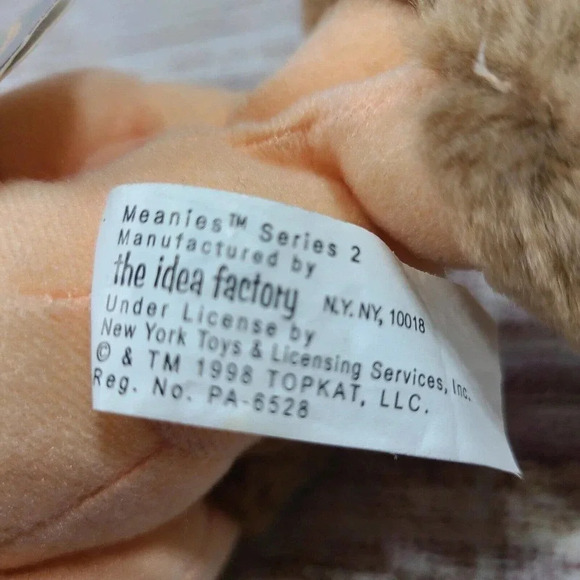 Meanies™ Series 2
Manufactured by
the idea factory N.Y. NY, 10018
Under License by
New York Toys & Licensing Services, Inc.
© & TM 1998 TOPKAT, LLC.
Reg. No. PA-6528